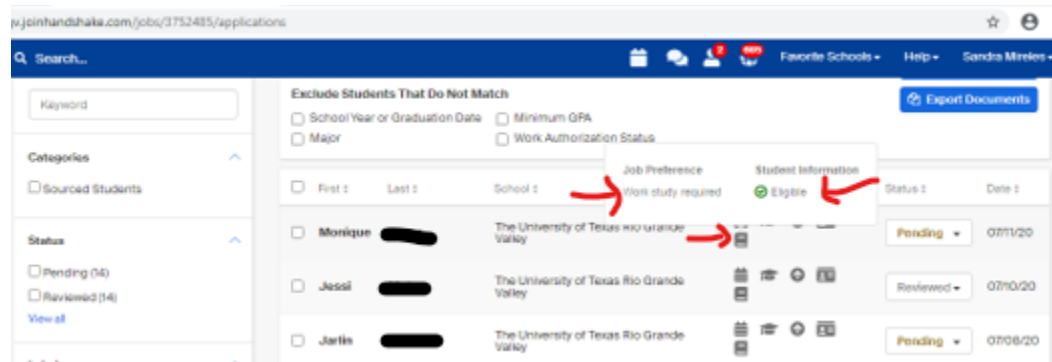 v.joinhandshake.com/jobs/3752485/applications
Search... 2 665 Favorite Schools Help Sandra Mireles
Keyword
Categories
Sourced Students
Status
Pending (14)
Reviewed (14)
View all
Exclude Students That Do Not Match
School Year or Graduation Date Minimum GPA
Major Work Authorization Status
Export Documents
Job Preference Student Information
Work study required Eligible
First Last School Status Date
Monique The University of Texas Rio Grande Valley Pending 07/11/20
Jessi The University of Texas Rio Grande Valley Reviewed 07/10/20
Jarlin The University of Texas Rio Grande Valley Pending 07/08/20